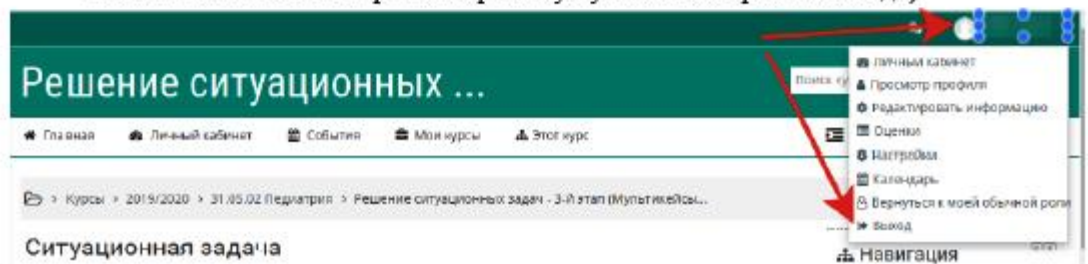 Решение ситуационных ...
Поиск
Главная Личный кабинет События Мои курсы Этот курс
Личный кабинет
Просмотр профиля
Редактировать информацию
Оценки
Настройки
Календарь
Вернуться к моей обычной роли
Выход
> Курсы > 2019/2020 > 31.05.02 Педиатрия > Решение ситуационных задач - 3-й этап (Мультикейсы...
Ситуационная задача
Навигация